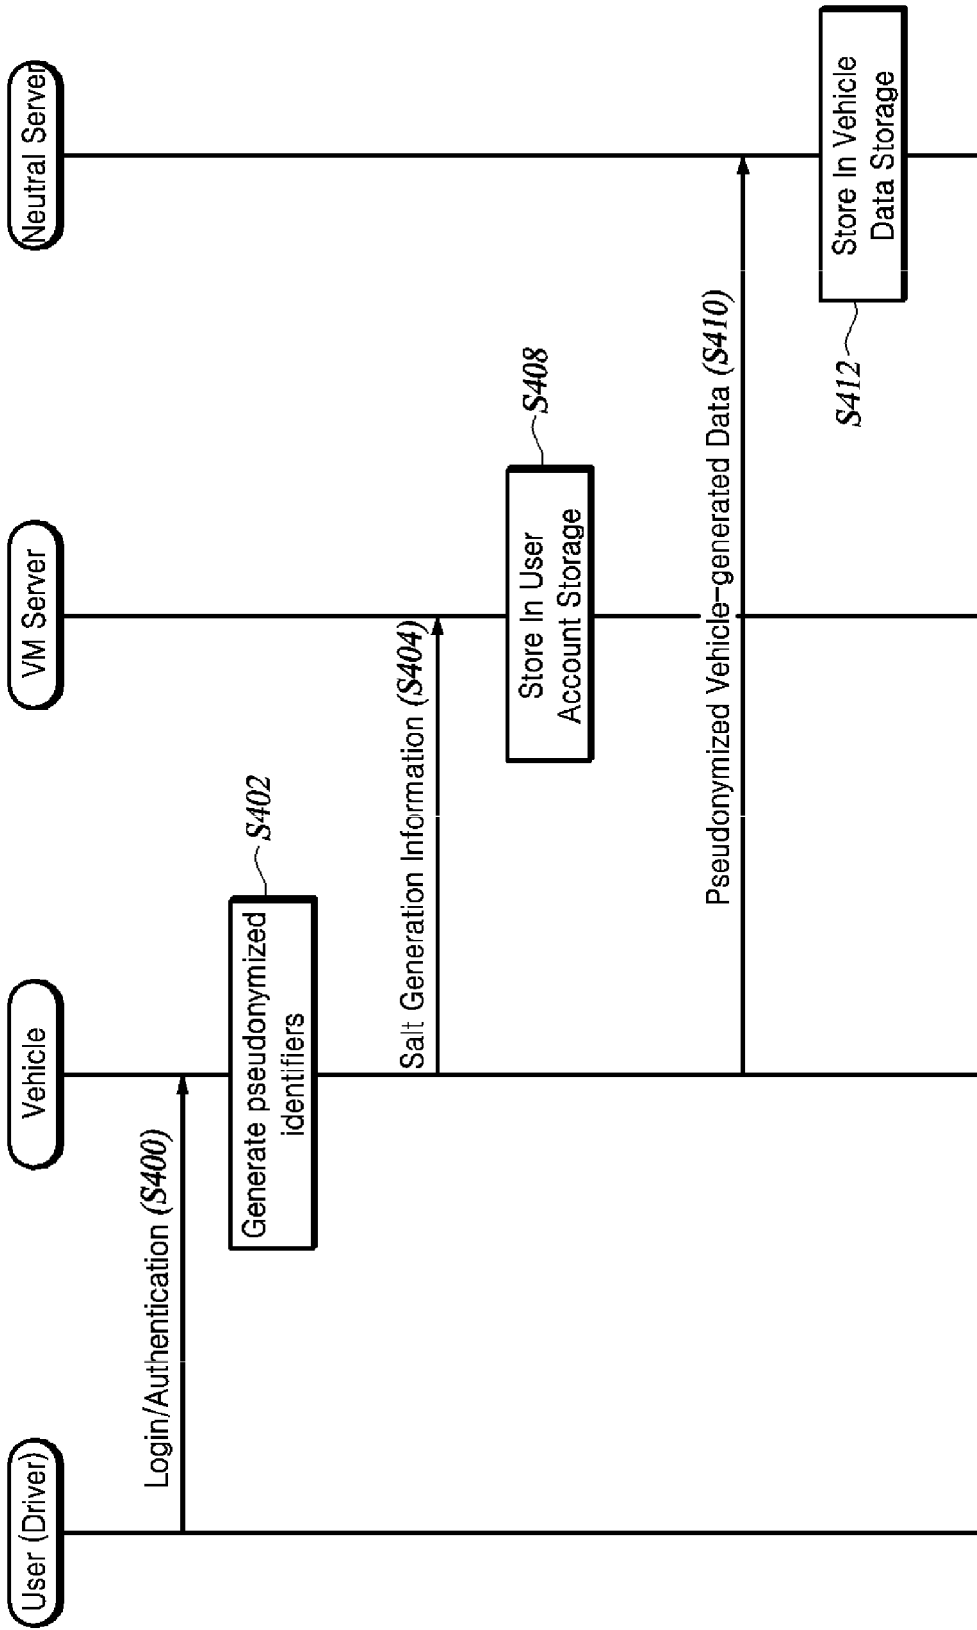 User (Driver)
Vehicle
VM Server
Neutral Server
Login/Authentication (S400)
Generate pseudonymized
identifiers
S402
Salt Generation Information (S404)
Store In User
Account Storage
S408
Pseudonymized Vehicle-generated Data (S410)
Store In Vehicle
Data Storage
S412